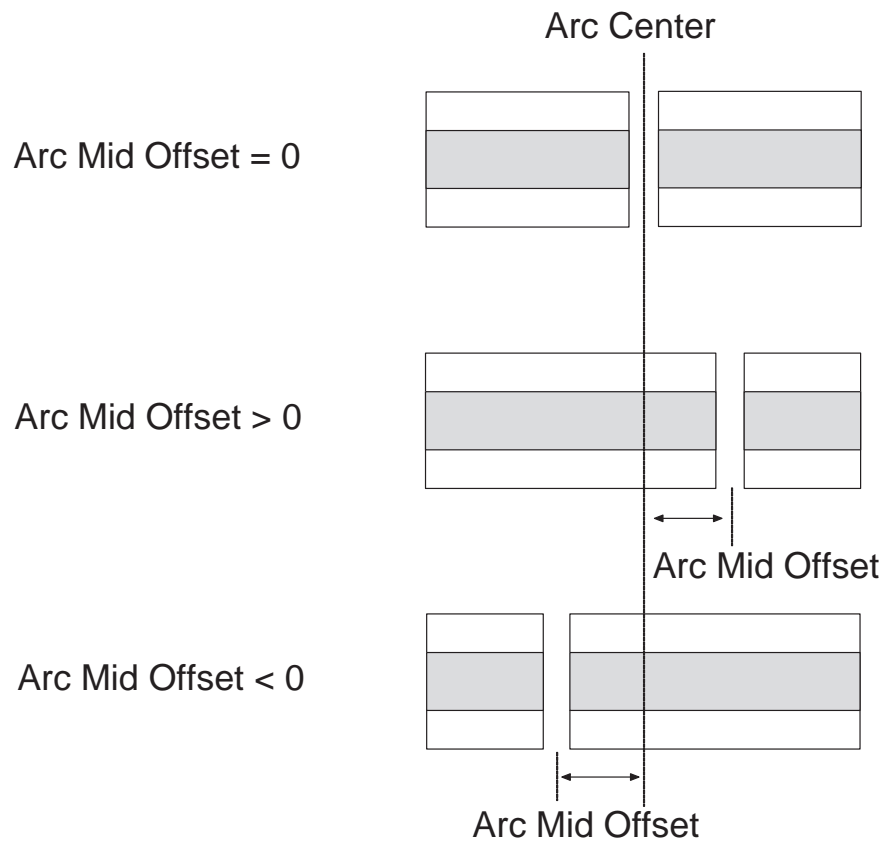 Arc Center
Arc Mid Offset = 0
Arc Mid Offset > 0
Arc Mid Offset
Arc Mid Offset < 0
Arc Mid Offset